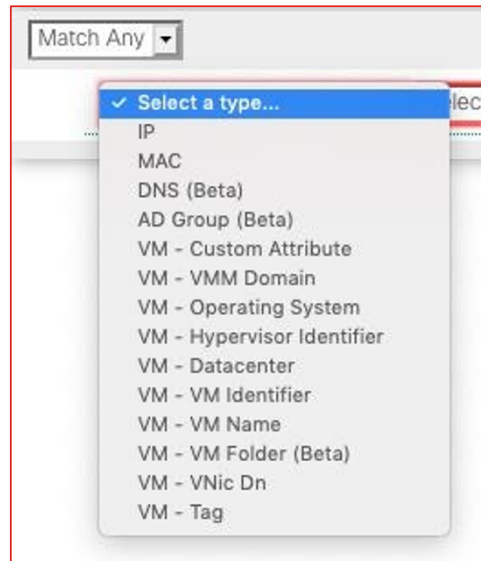 Match Any
✓ Select a type...
IP
MAC
DNS (Beta)
AD Group (Beta)
VM - Custom Attribute
VM - VMM Domain
VM - Operating System
VM - Hypervisor Identifier
VM - Datacenter
VM - VM Identifier
VM - VM Name
VM - VM Folder (Beta)
VM - VNic Dn
VM - Tag